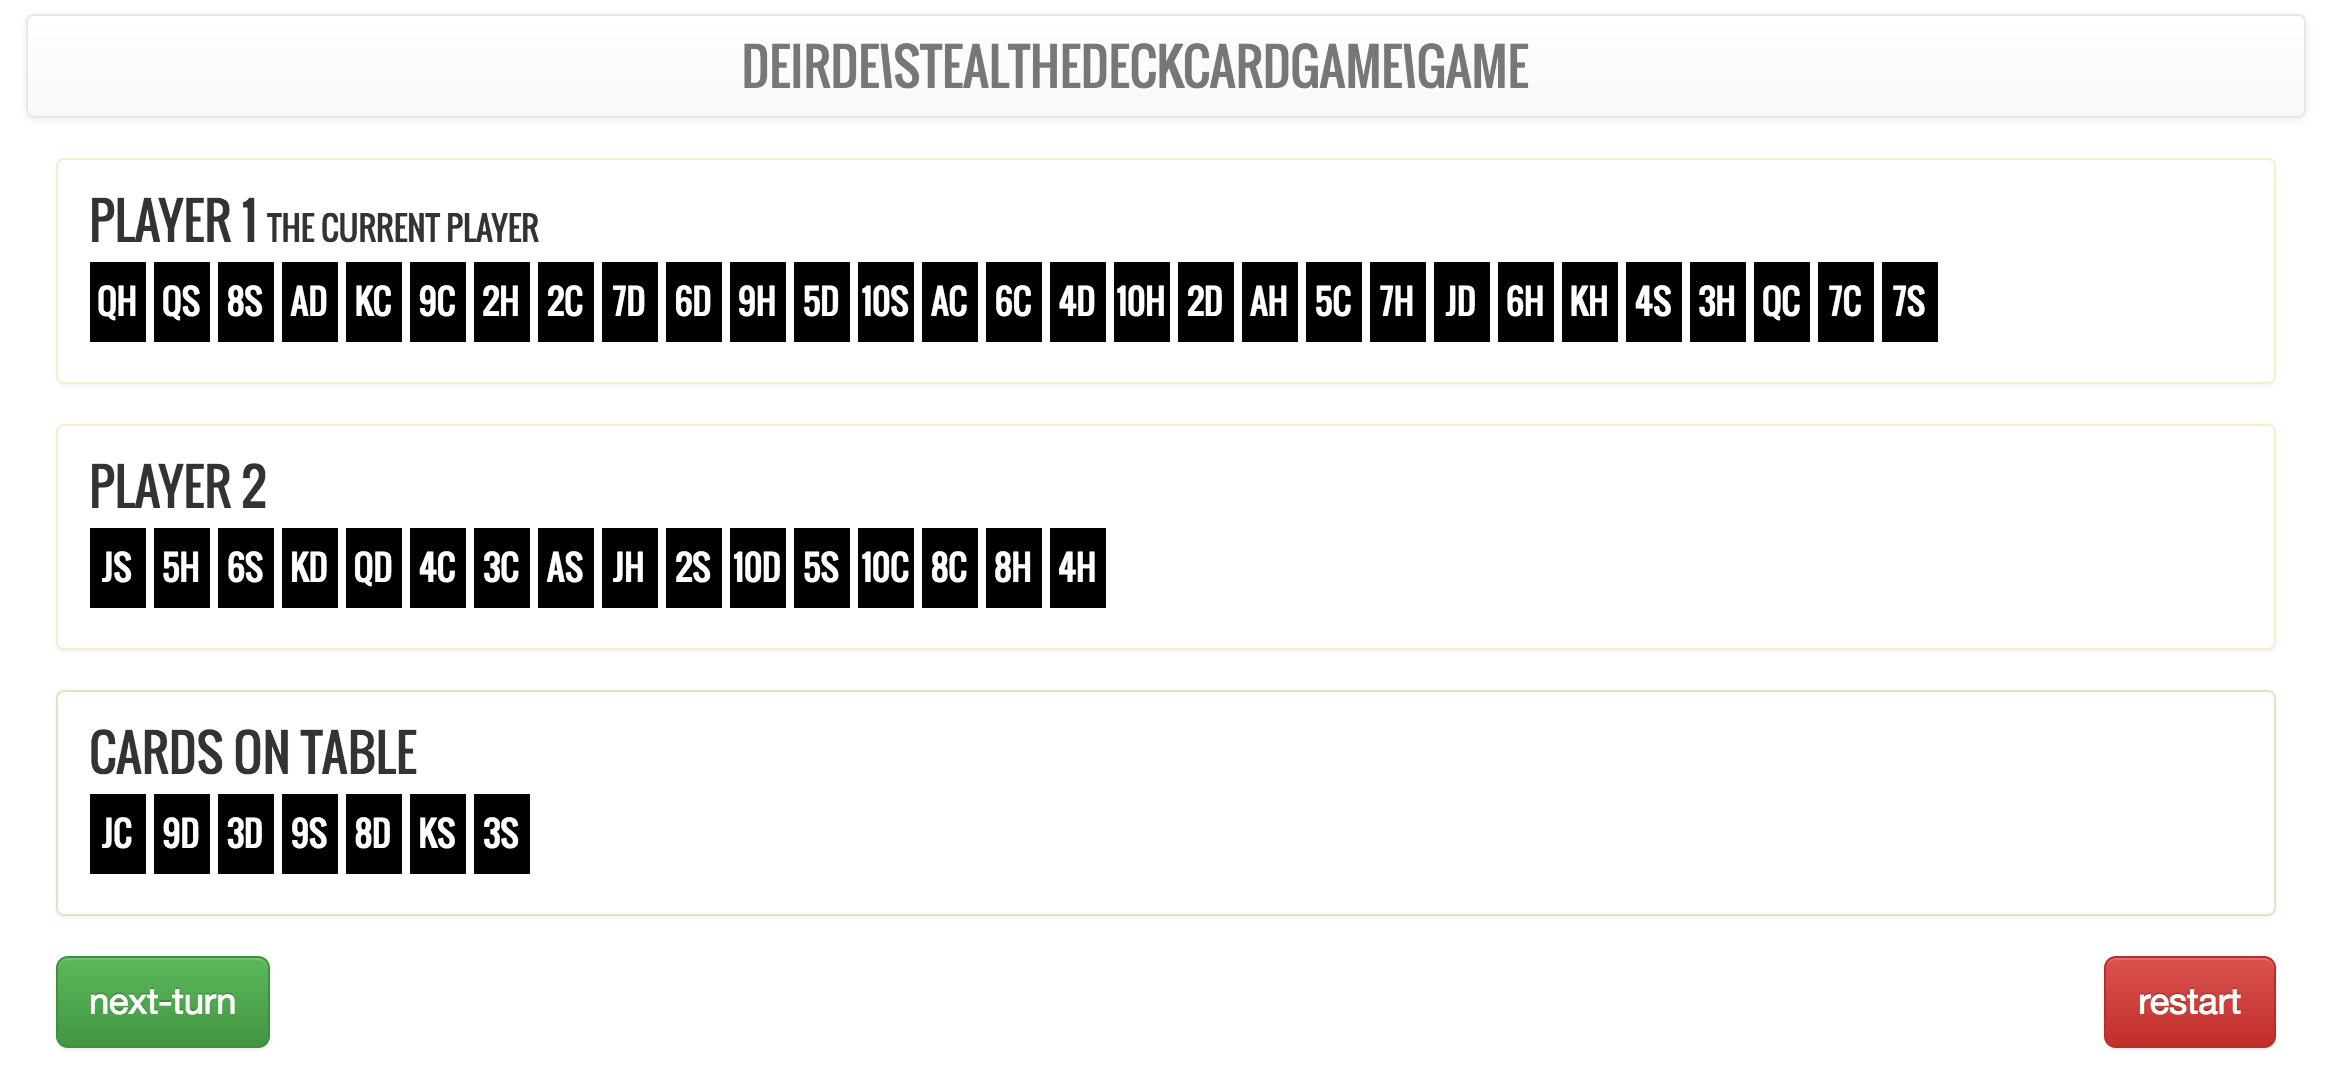 DEIRDE\STEALTHEDECKCARDGAME\GAME
PLAYER 1 THE CURRENT PLAYER
QH QS 8S AD KC 9C 2H 2C 7D 6D 9H 5D 10S AC 6C 4D 10H 2D AH 5C 7H JD 6H KH 4S 3H QC 7C 7S
PLAYER 2
JS 5H 6S KD QD 4C 3C AS JH 2S 10D 5S 10C 8C 8H 4H
CARDS ON TABLE
JC 9D 3D 9S 8D KS 3S
next-turn restart